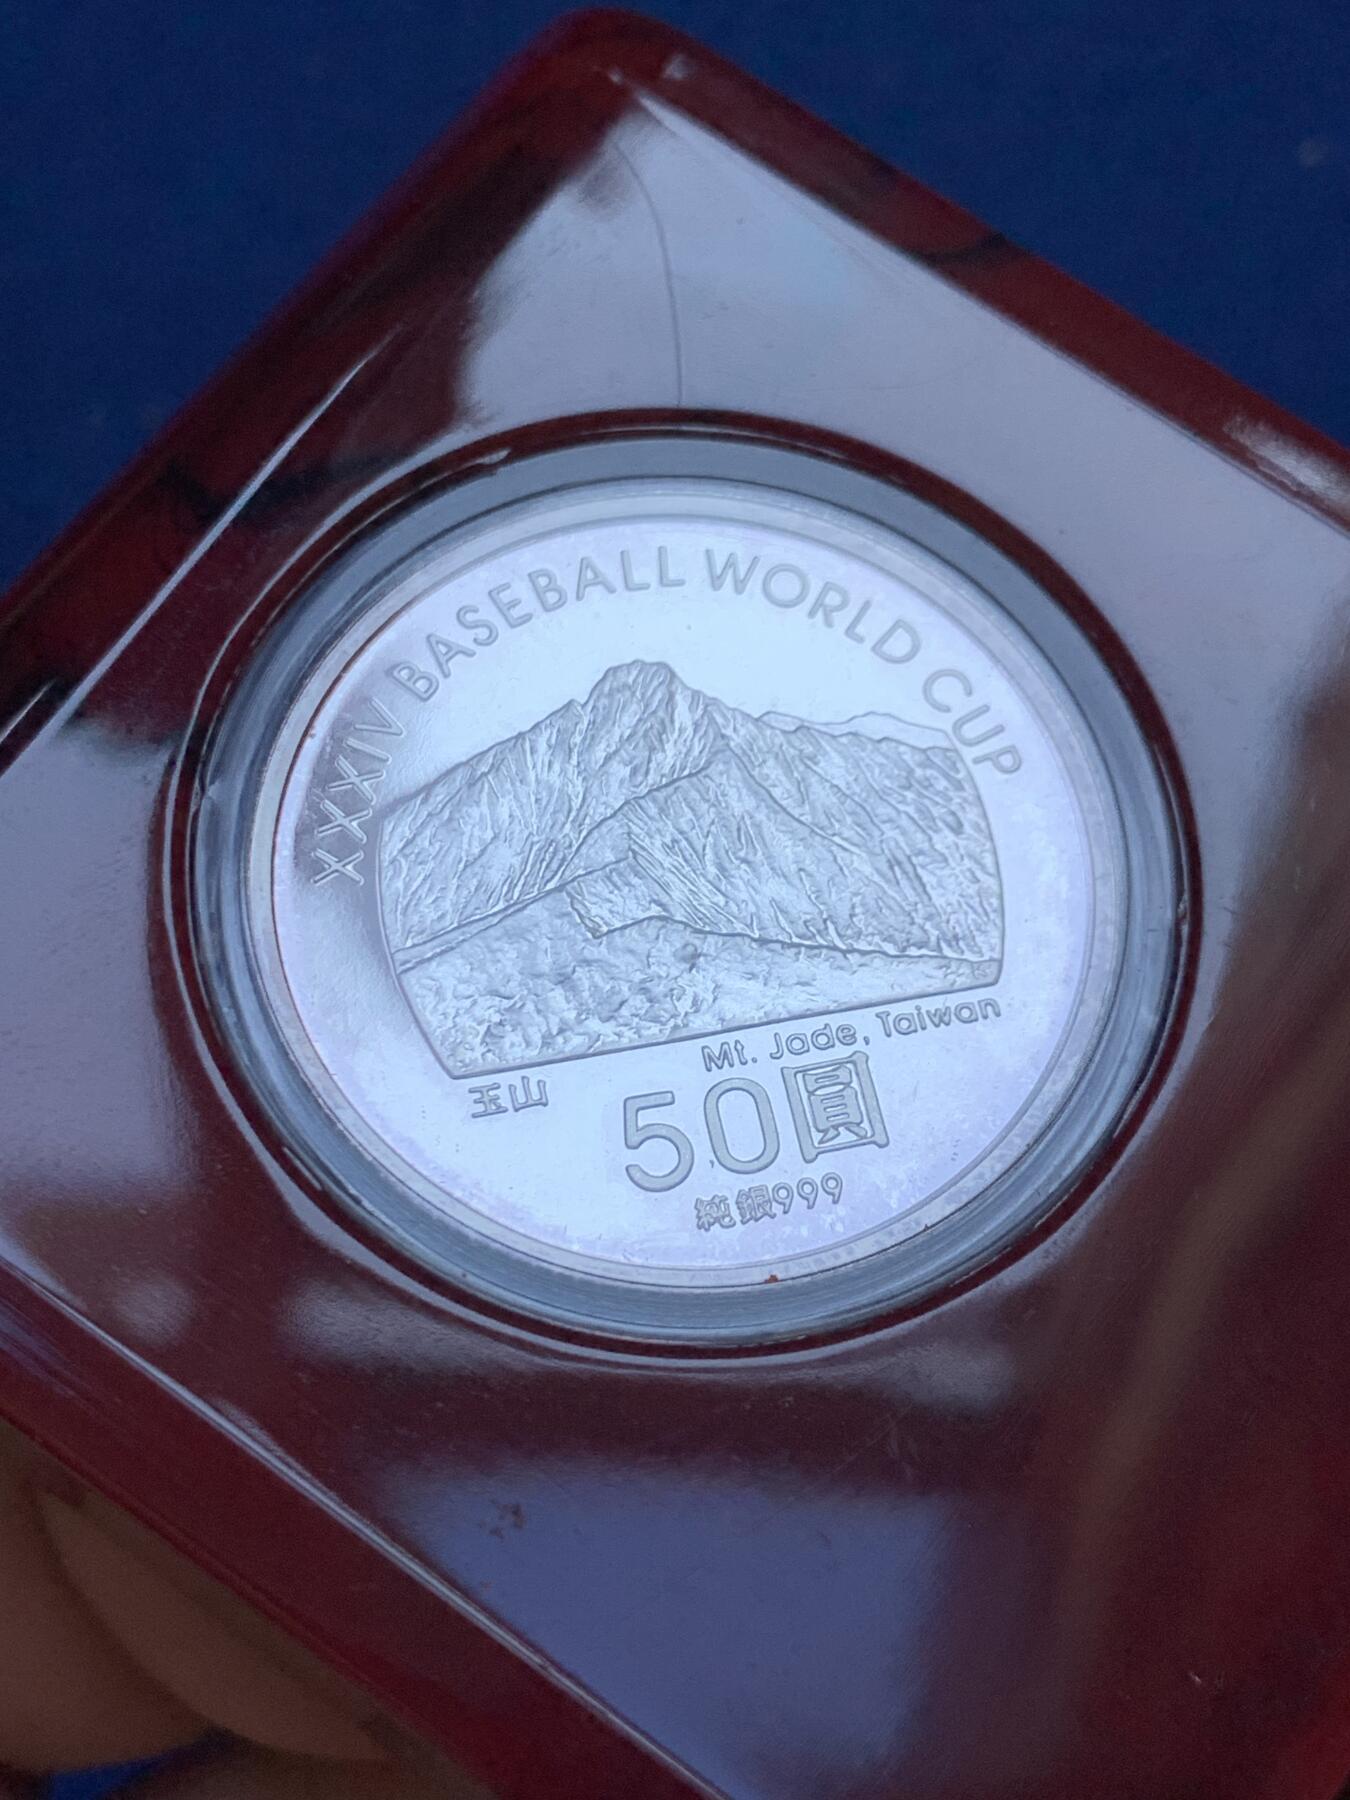 XXXIV BASEBALL WORLD CUP
Mt. Jade, Taiwan
玉山
50圓
純銀999